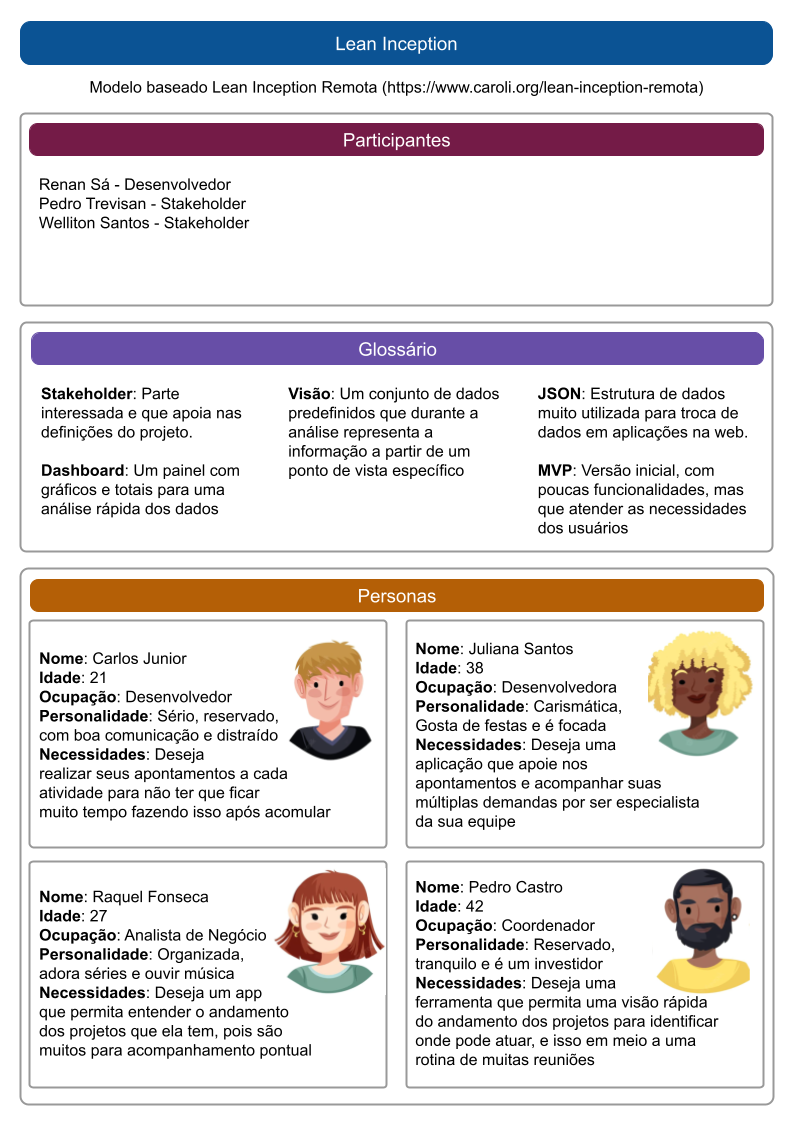 Lean Inception
Modelo baseado Lean Inception Remota (https://www.caroli.org/lean-inception-remota)
Participantes
Renan Sá - Desenvolvedor
Pedro Trevisan - Stakeholder
Welliton Santos - Stakeholder
Glossário
Stakeholder: Parte
interessada e que apoia nas
definições do projeto.
Dashboard: Um painel com
gráficos e totais para uma
análise rápida dos dados
Visão: Um conjunto de dados
predefinidos que durante a
análise representa a
informação a partir de um
ponto de vista específico
JSON: Estrutura de dados
muito utilizada para troca de
dados em aplicações na web.
MVP: Versão inicial, com
poucas funcionalidades, mas
que atender as necessidades
dos usuários
Personas
Nome: Carlos Junior
Idade: 21
Ocupação: Desenvolvedor
Personalidade: Sério, reservado,
com boa comunicação e distraído
Necessidades: Deseja
realizar seus apontamentos a cada
atividade para não ter que ficar
muito tempo fazendo isso após acomular
Nome: Juliana Santos
Idade: 38
Ocupação: Desenvolvedora
Personalidade: Carismática,
Gosta de festas e é focada
Necessidades: Deseja uma
aplicação que apoie nos
apontamentos e acompanhar suas
múltiplas demandas por ser especialista
da sua equipe
Nome: Raquel Fonseca
Idade: 27
Ocupação: Analista de Negócio
Personalidade: Organizada,
adora séries e ouvir música
Necessidades: Deseja um app
que permita entender o andamento
dos projetos que ela tem, pois são
muitos para acompanhamento pontual
Nome: Pedro Castro
Idade: 42
Ocupação: Coordenador
Personalidade: Reservado,
tranquilo e é um investidor
Necessidades: Deseja uma
ferramenta que permita uma visão rápida
do andamento dos projetos para identificar
onde pode atuar, e isso em meio a uma
rotina de muitas reuniões